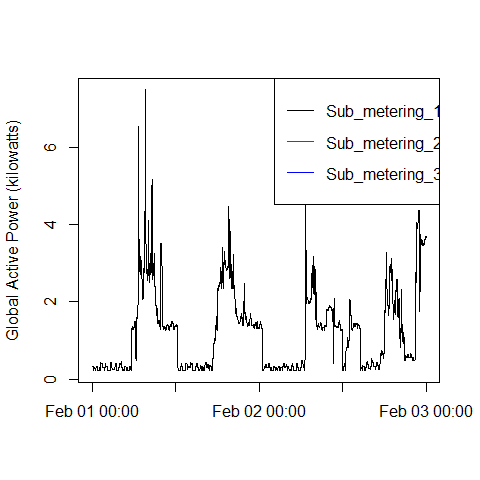 Sub_metering_1
Sub_metering_2
Sub_metering_3
Global Active Power (kilowatts)
6
4
2
0
Feb 01 00:00 Feb 02 00:00 Feb 03 00:00